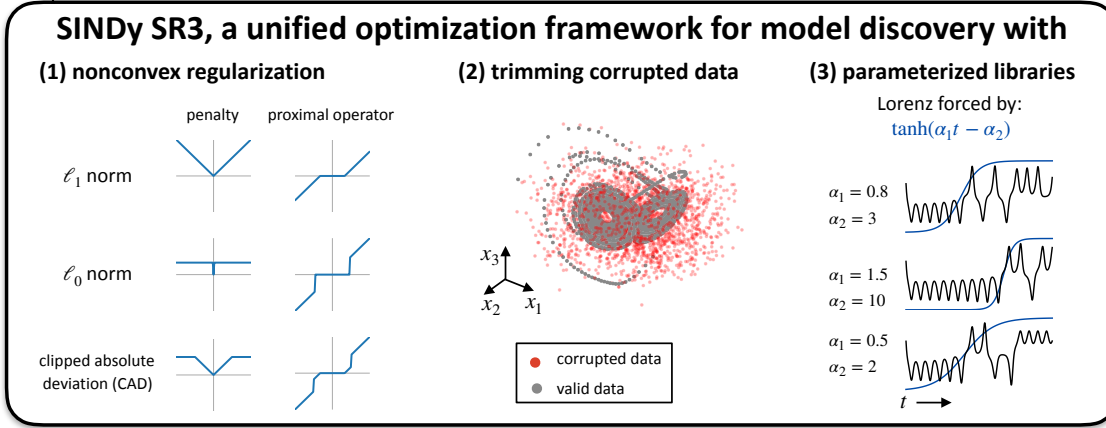 SINDy SR3, a unified optimization framework for model discovery with
(1) nonconvex regularization
penalty
proximal operator
ℓ₁ norm
ℓ₀ norm
clipped absolute
deviation (CAD)
(2) trimming corrupted data
x₃
x₂
x₁
corrupted data
valid data
(3) parameterized libraries
Lorenz forced by:
tanh(α₁t − α₂)
α₁ = 0.8
α₂ = 3
α₁ = 1.5
α₂ = 10
α₁ = 0.5
α₂ = 2
t